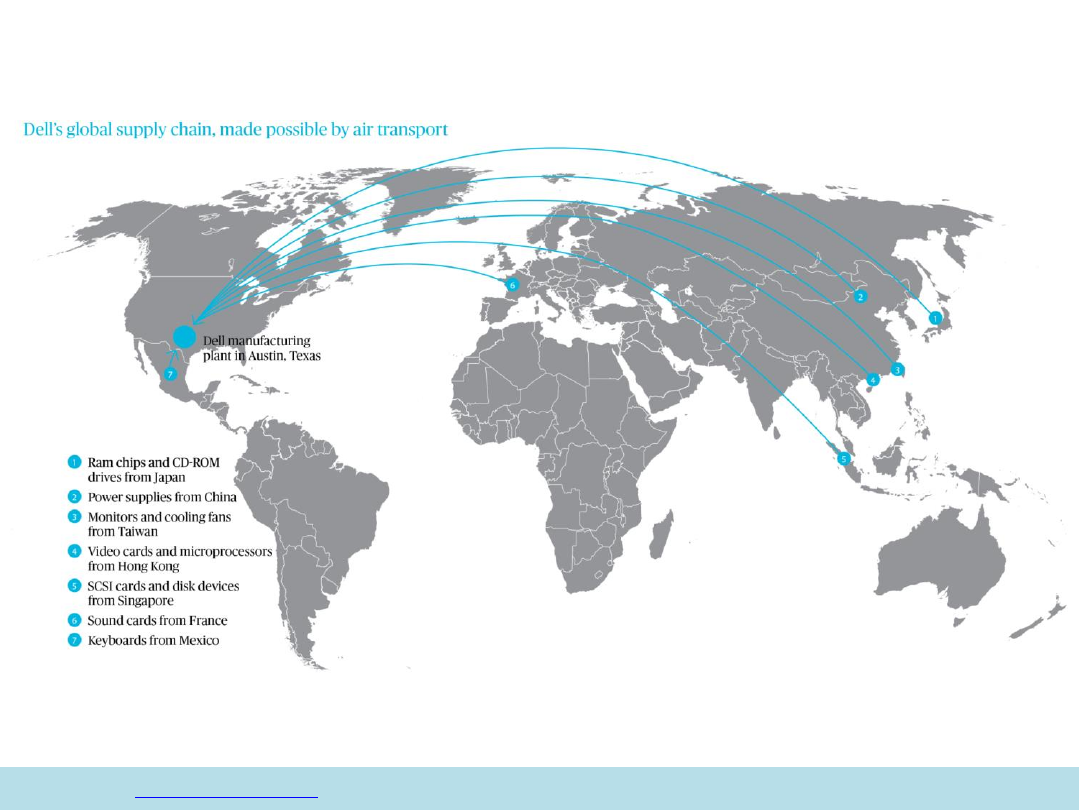 Dell's global supply chain, made possible by air transport
6
2
1
Dell manufacturing
plant in Austin, Texas
7
3
4
5
1 Ram chips and CD-ROM
drives from Japan
2 Power supplies from China
3 Monitors and cooling fans
from Taiwan
4 Video cards and microprocessors
from Hong Kong
5 SCSI cards and disk devices
from Singapore
6 Sound cards from France
7 Keyboards from Mexico